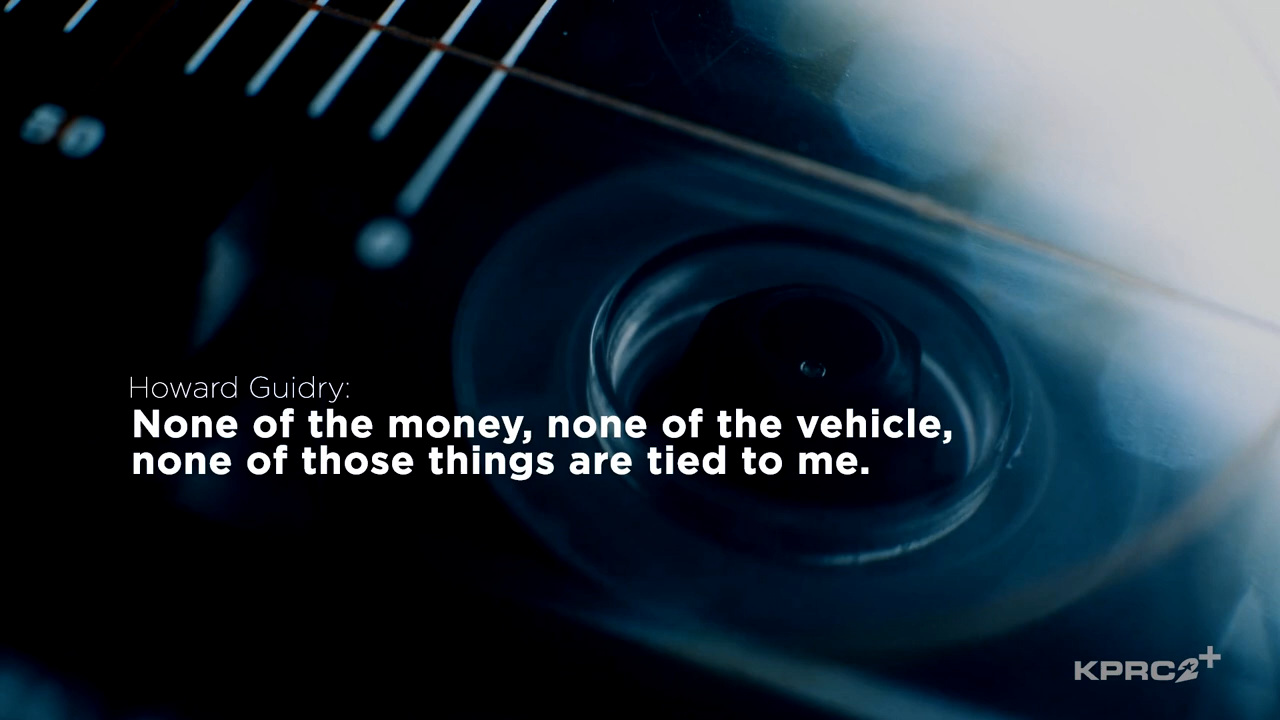 50
Howard Guidry:
None of the money, none of the vehicle,
none of those things are tied to me.
KPRC2+